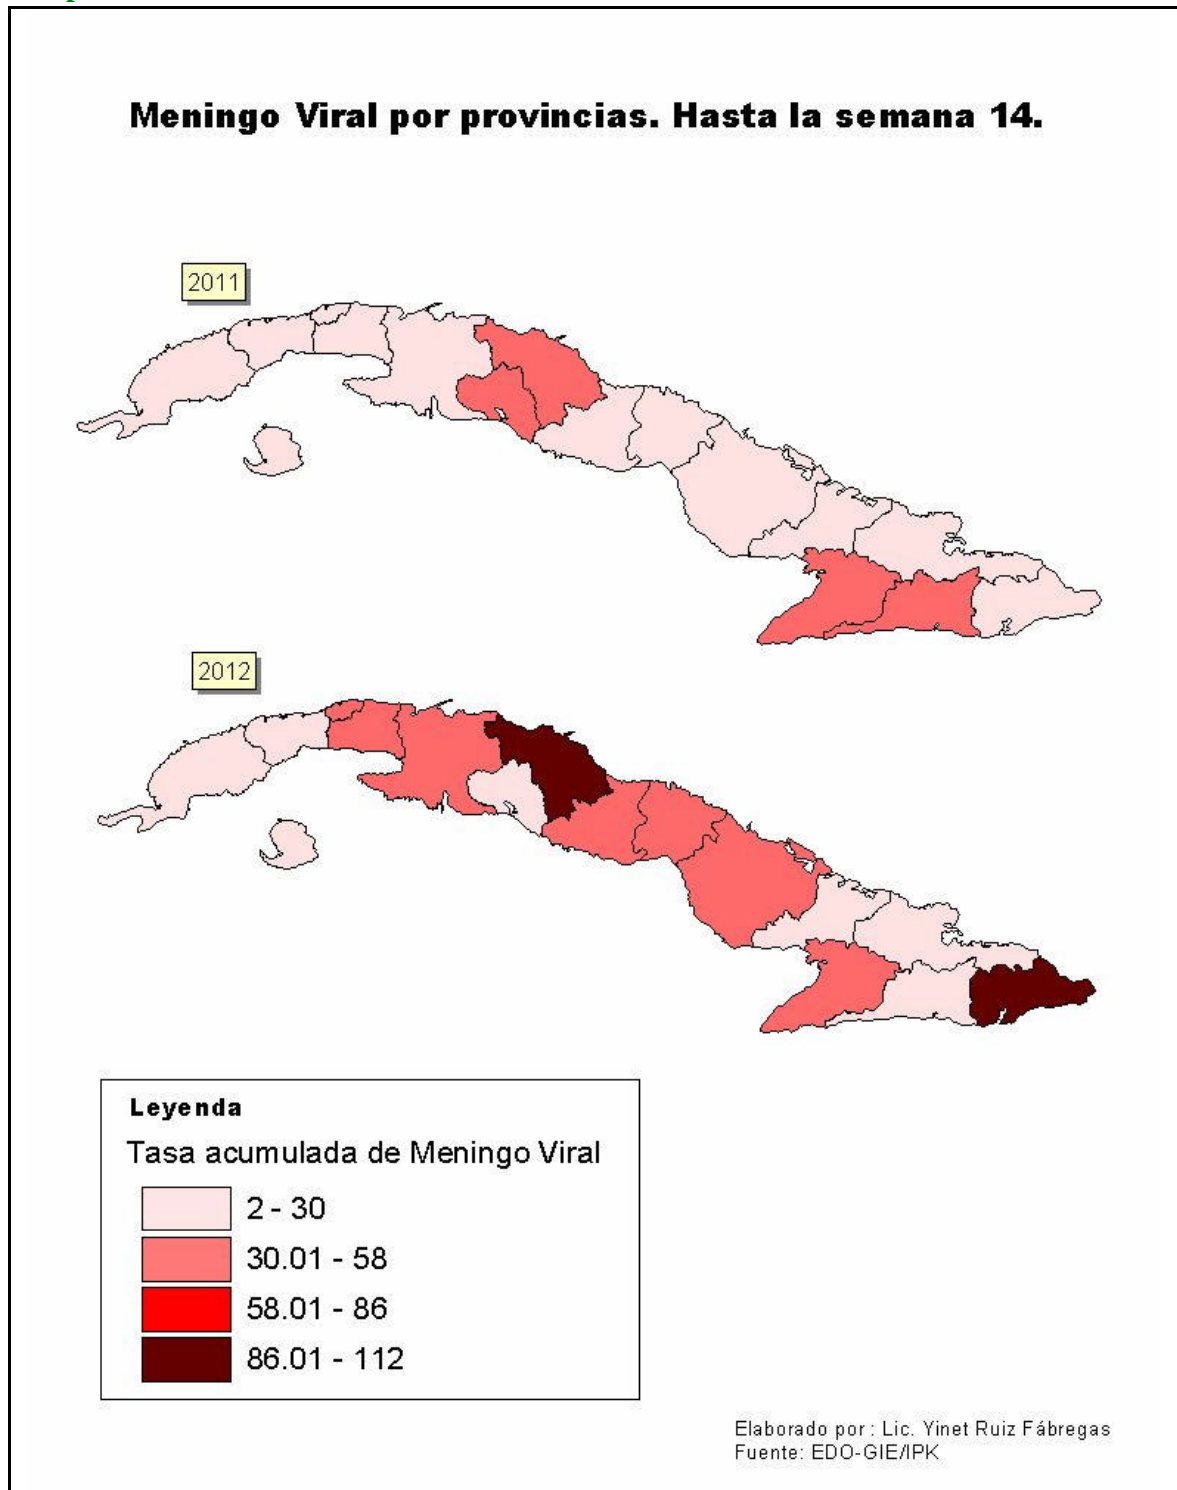 Meningo Viral por provincias. Hasta la semana 14.
2011
2012
Leyenda
Tasa acumulada de Meningo Viral
2 - 30
30.01 - 58
58.01 - 86
86.01 - 112
Elaborado por : Lic. Yinet Ruiz Fábregas
Fuente: EDO-GIE/IPK